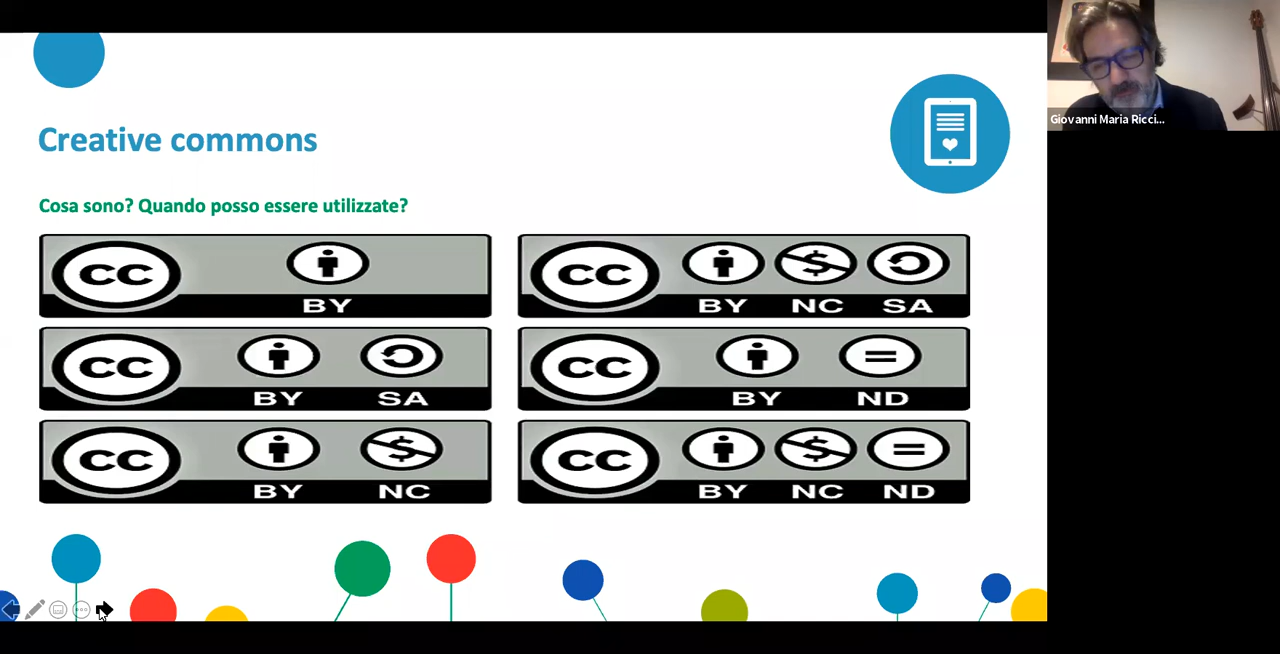 Creative commons
Giovanni Maria Ricci...
Cosa sono? Quando posso essere utilizzate?
cc BY
cc BY NC SA
cc BY SA
cc BY ND
cc BY NC
cc BY NC ND